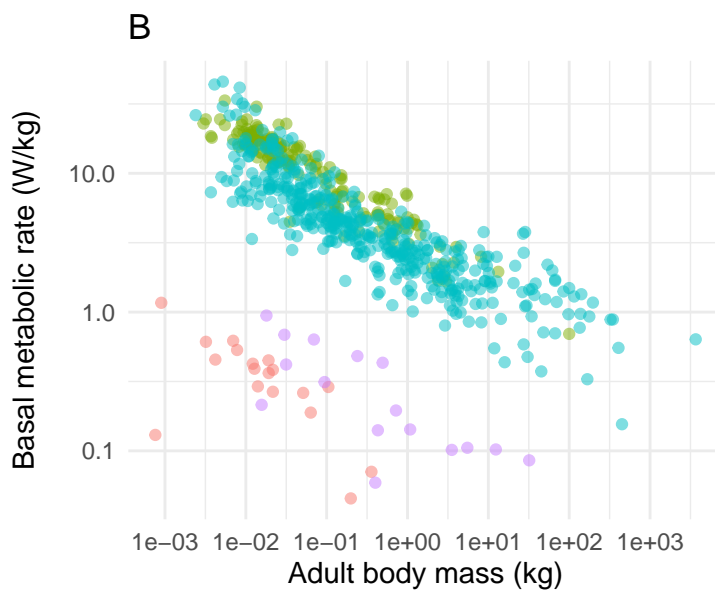 B
Basal metabolic rate (W/kg)
10.0
1.0
0.1
1e−03 1e−02 1e−01 1e+00 1e+01 1e+02 1e+03
Adult body mass (kg)